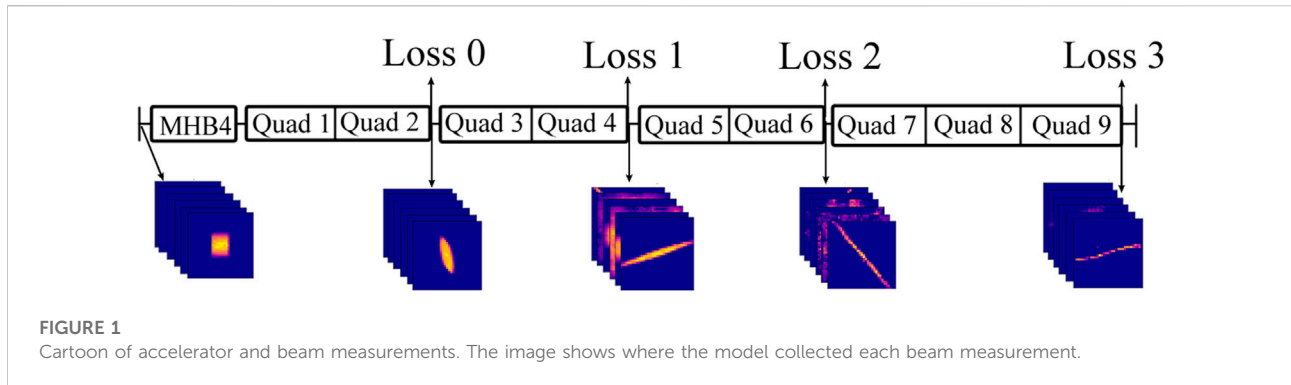 Loss 0 Loss 1 Loss 2 Loss 3
MHB4 Quad 1 Quad 2 Quad 3 Quad 4 Quad 5 Quad 6 Quad 7 Quad 8 Quad 9
FIGURE 1
Cartoon of accelerator and beam measurements. The image shows where the model collected each beam measurement.